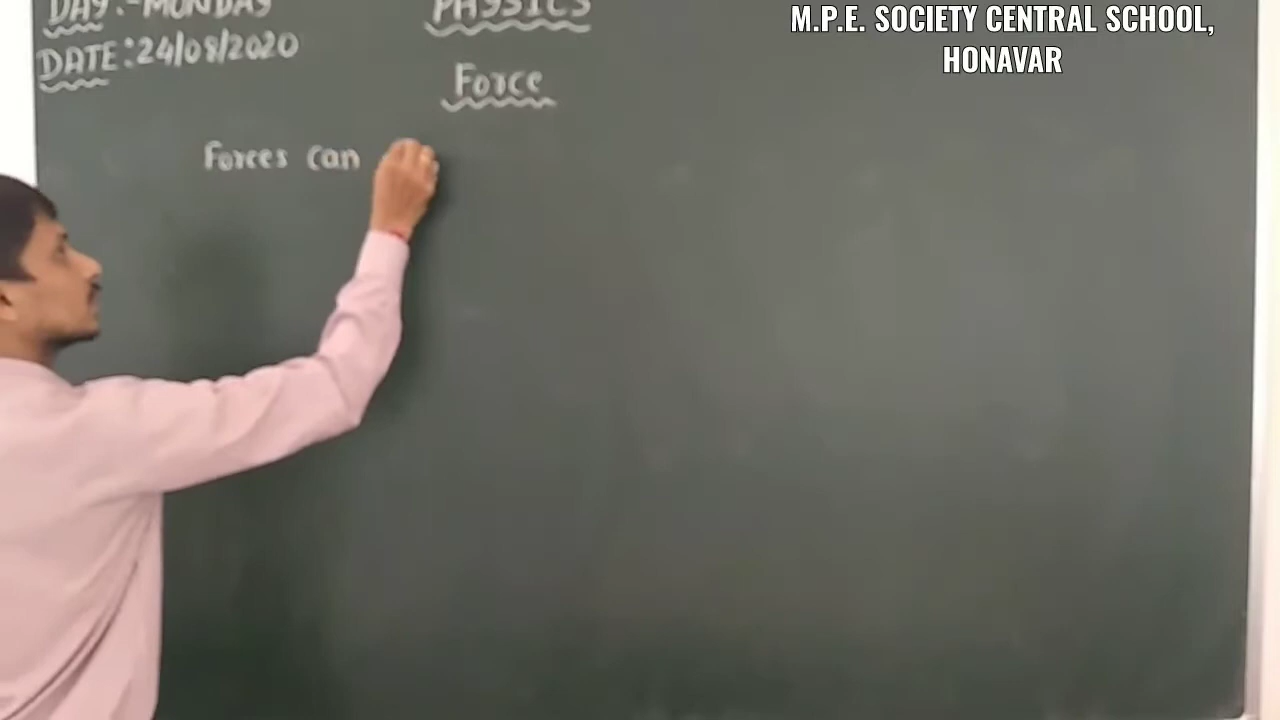 DAY:-MONDAY
DATE:24/08/2020
PHYSICS
Force
Forces can
M.P.E. SOCIETY CENTRAL SCHOOL,
HONAVAR